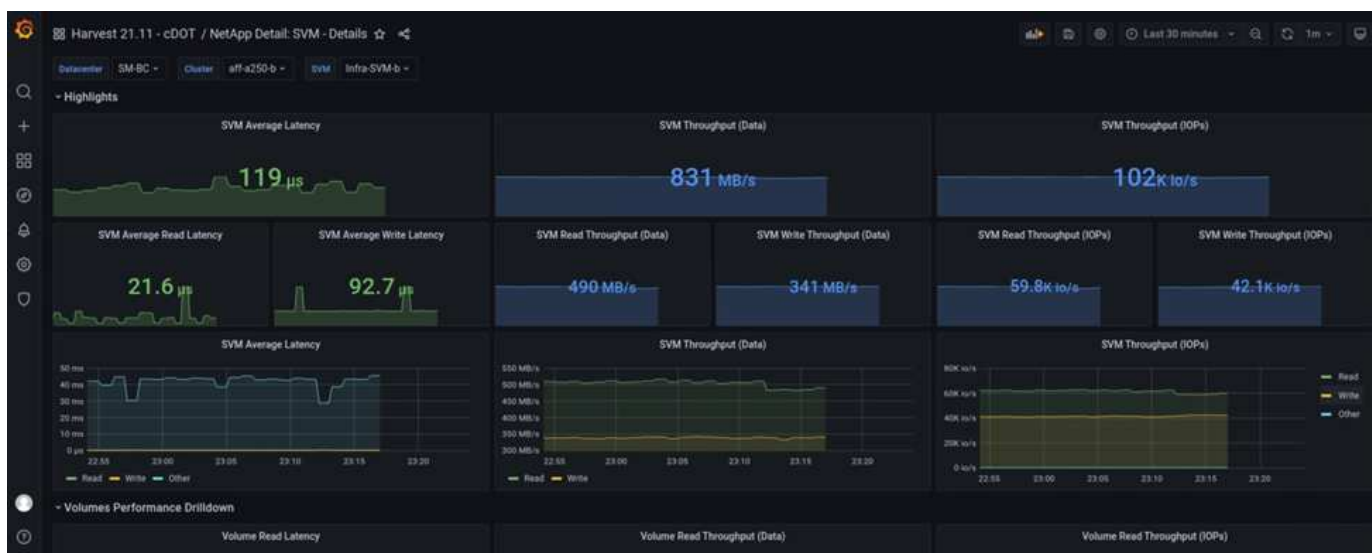 Harvest 21.11 - cDOT / NetApp Detail: SVM - Details
Last 30 minutes
1m
Datacenter SM-BC Cluster aff-a250-b SVM Infra-SVM-b
Highlights
SVM Average Latency
119 µs
SVM Throughput (Data)
831 MB/s
SVM Throughput (IOPs)
102K io/s
SVM Average Read Latency
21.6 µs
SVM Average Write Latency
92.7 µs
SVM Read Throughput (Data)
490 MB/s
SVM Write Throughput (Data)
341 MB/s
SVM Read Throughput (IOPs)
59.8K io/s
SVM Write Throughput (IOPs)
42.1K io/s
SVM Average Latency
50 ms
40 ms
30 ms
20 ms
10 ms
0 µs
22:55 23:00 23:05 23:10 23:15 23:20
Read Write Other
SVM Throughput (Data)
550 MB/s
500 MB/s
450 MB/s
400 MB/s
350 MB/s
300 MB/s
22:55 23:00 23:05 23:10 23:15 23:20
Read Write
SVM Throughput (IOPs)
80K io/s
60K io/s
40K io/s
20K io/s
0 io/s
22:55 23:00 23:05 23:10 23:15 23:20
Read
Write
Other
Volumes Performance Drilldown
Volume Read Latency
Volume Read Throughput (Data)
Volume Read Throughput (IOPs)